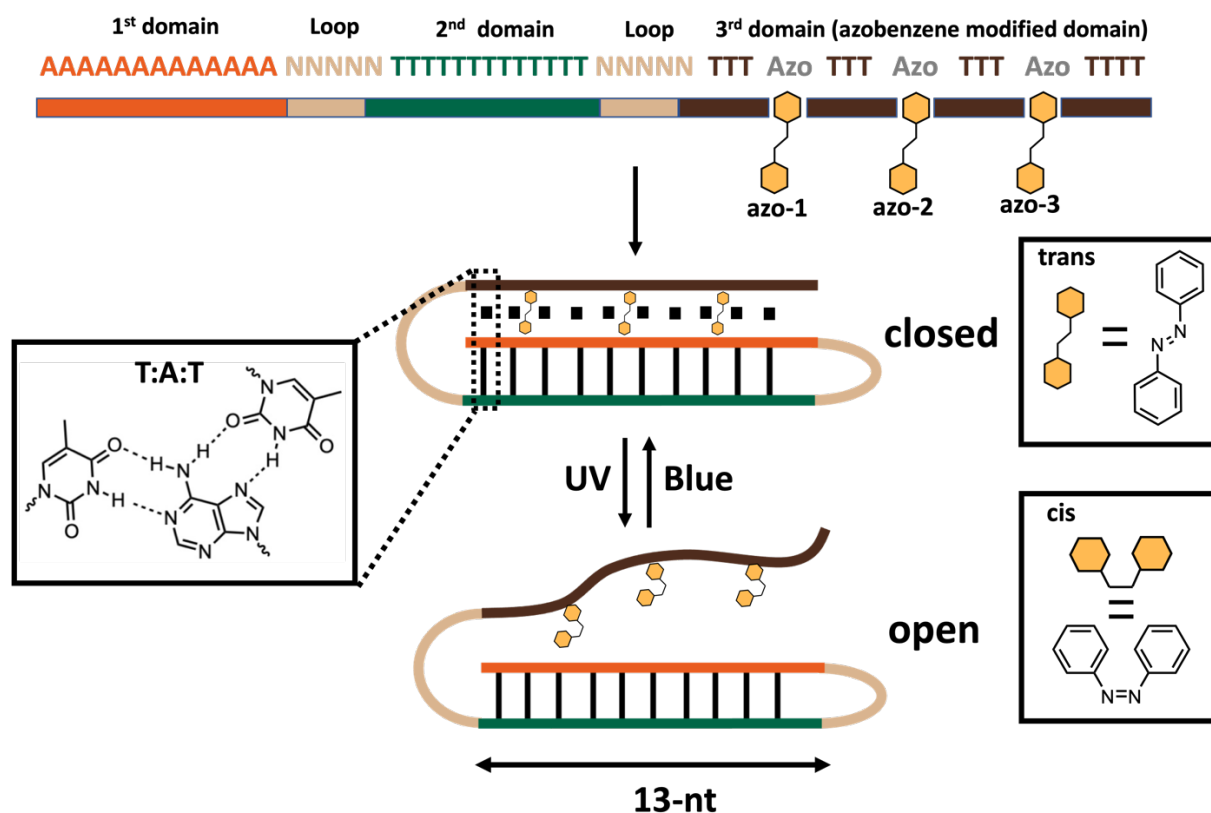 1st domain Loop 2nd domain Loop 3rd domain (azobenzene modified domain)
AAAAAAAAAAAAA NNNNN TTTTTTTTTTTTT NNNNN TTT Azo TTT Azo TTT Azo TTTT
azo-1 azo-2 azo-3
trans
N
N
closed
T:A:T
N
O
H
O
N
H
O
H
N
H
N
N
H
O
N
N
N
N
N
UV Blue
cis
N=N
open
13-nt